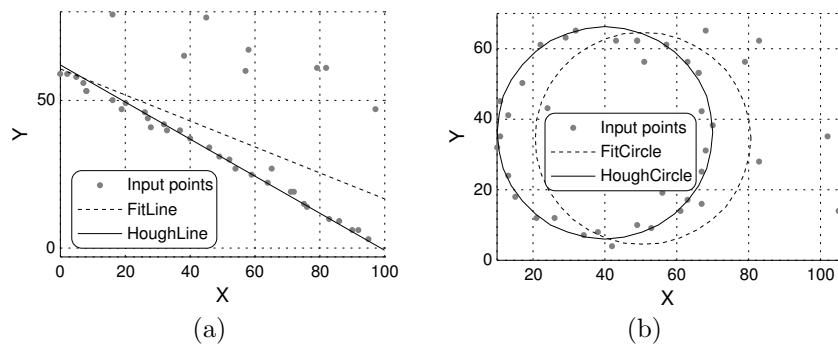 Y
50
0
Input points
FitLine
HoughLine
0
20
40
60
80
100
X
(a)
Y
60
40
20
0
Input points
FitCircle
HoughCircle
20
40
60
80
100
X
(b)